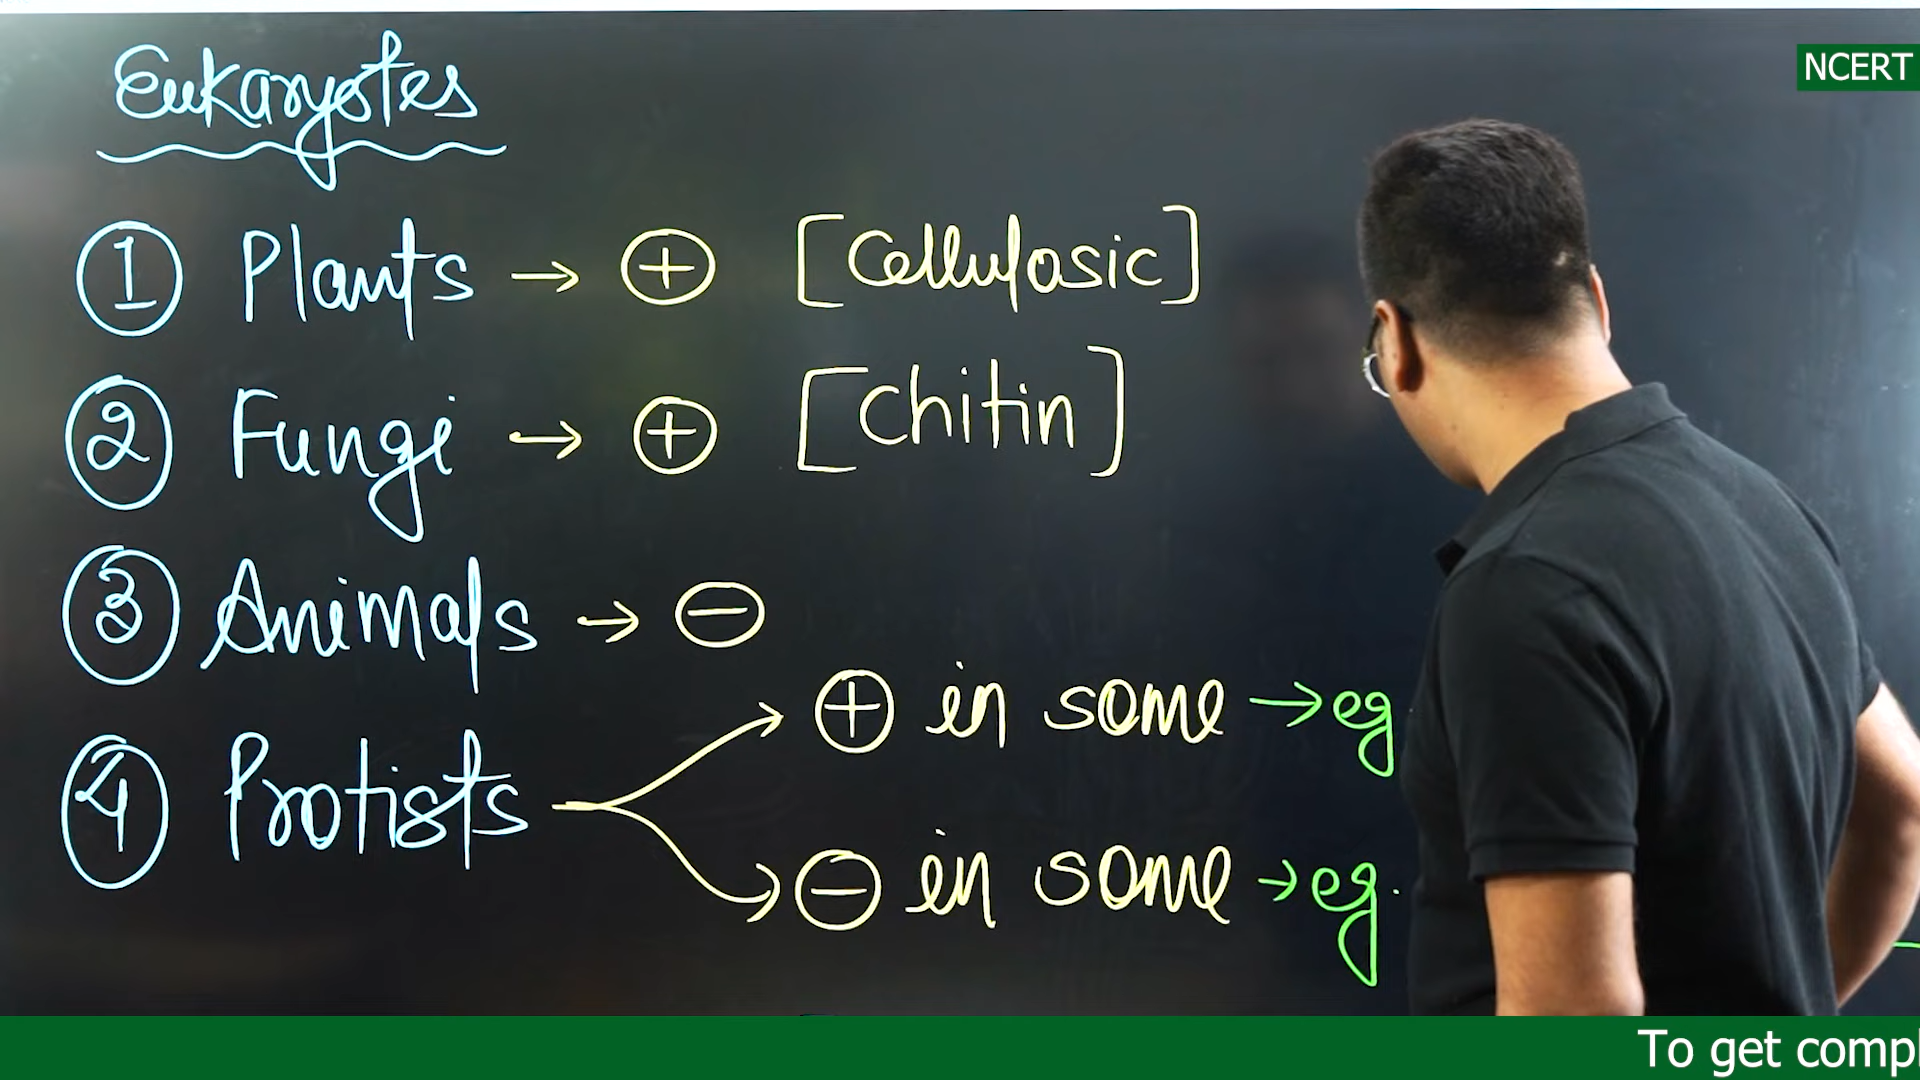 Eukaryotes
NCERT
① Plants → ⊕ [Cellulosic]
② Fungi → ⊕ [Chitin]
③ Animals → ⊖
④ Protists
⊕ in some → eg
⊖ in some → eg.
To get compl